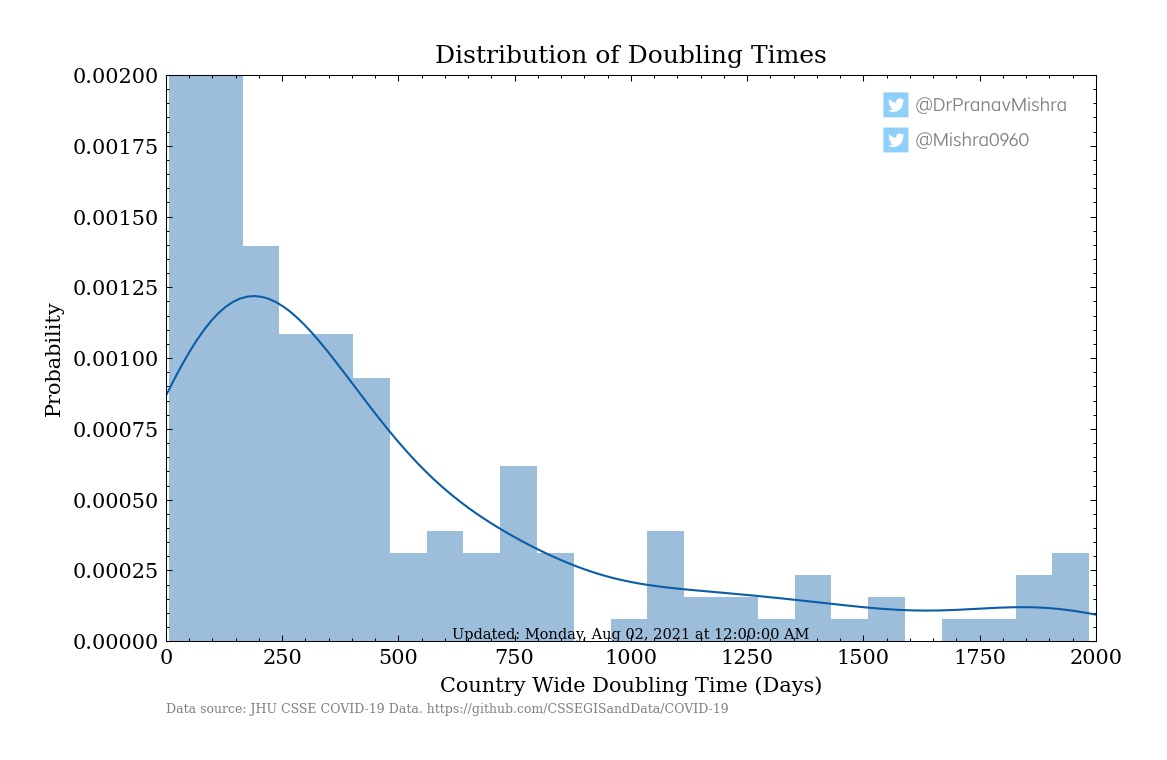 Distribution of Doubling Times
@DrPranavMishra
@Mishra0960
0.00200
0.00175
0.00150
0.00125
0.00100
0.00075
0.00050
0.00025
0.00000
Probability
Updated: Monday, Aug 02, 2021 at 12:00:00 AM
0 250 500 750 1000 1250 1500 1750 2000
Country Wide Doubling Time (Days)
Data source: JHU CSSE COVID-19 Data. https://github.com/CSSEGISandData/COVID-19